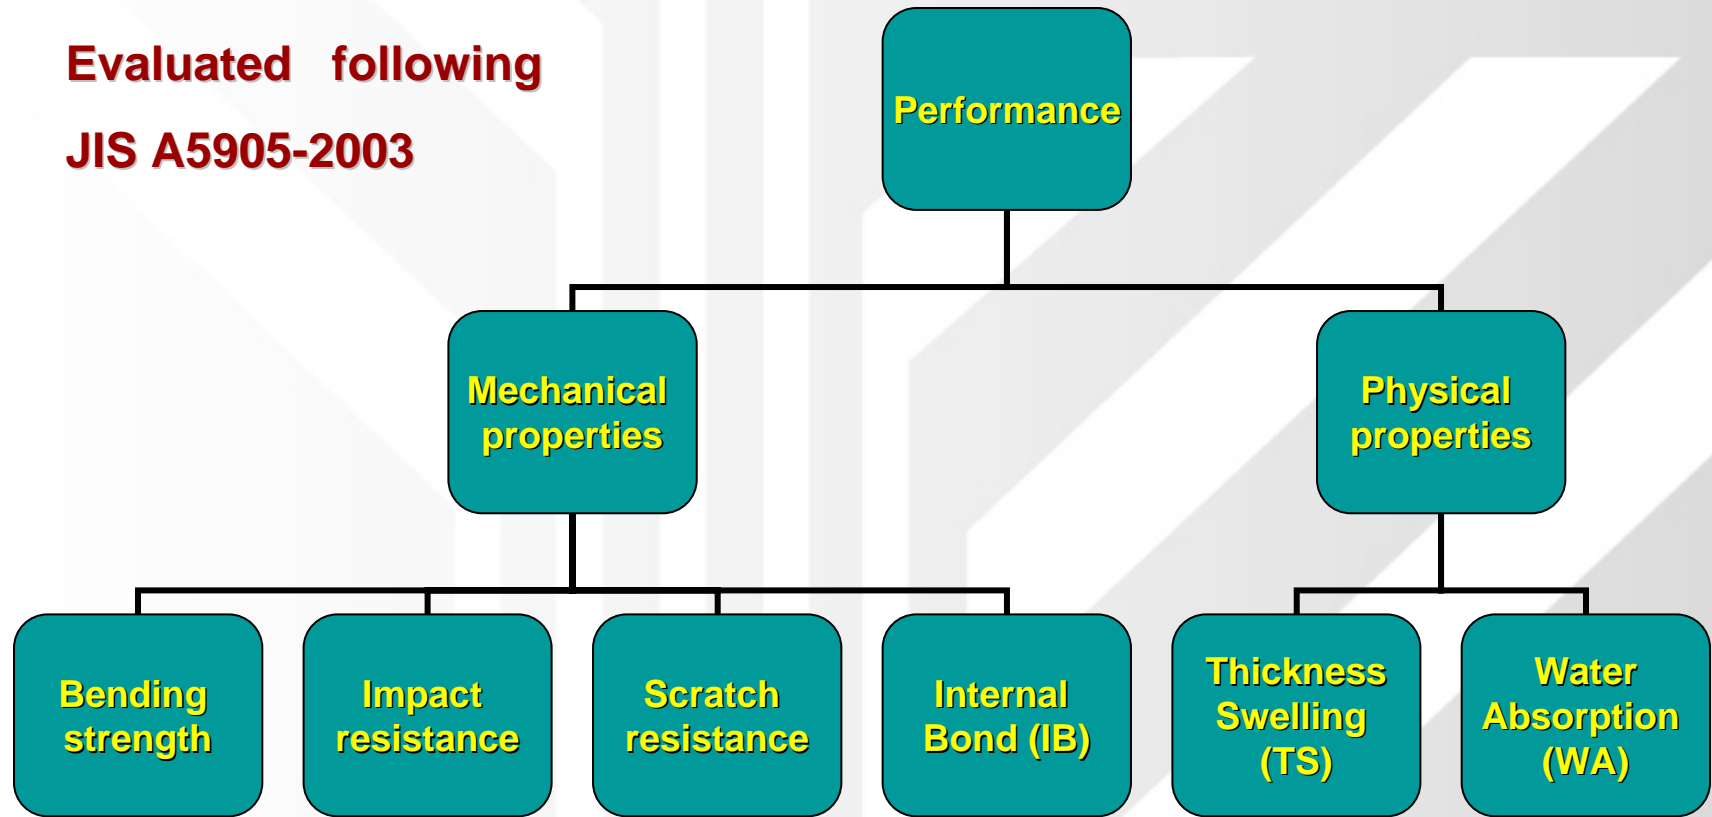 Evaluated following
JIS A5905-2003
Performance
Mechanical
properties
Physical
properties
Bending
strength
Impact
resistance
Scratch
resistance
Internal
Bond (IB)
Thickness
Swelling
(TS)
Water
Absorption
(WA)